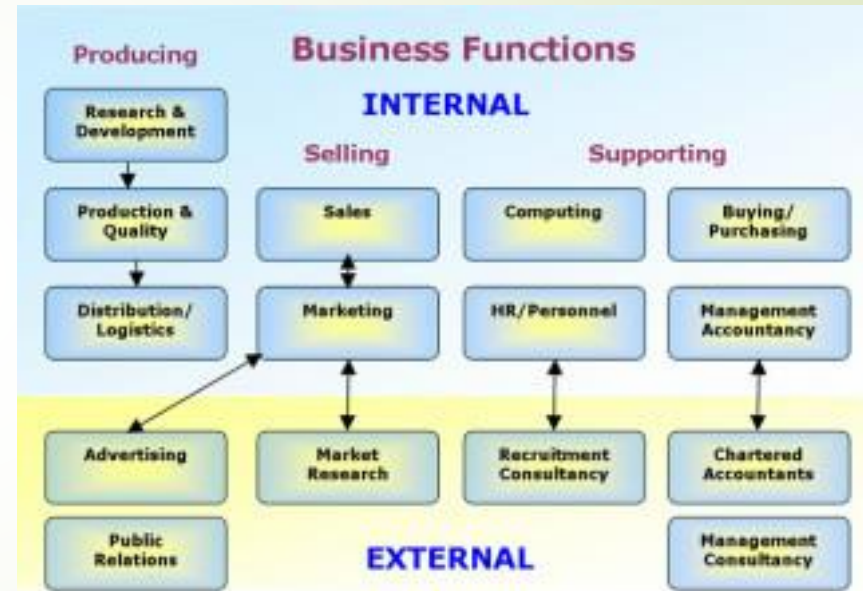 Producing
Business Functions
INTERNAL
Research &
Development
Selling
Supporting
Production &
Quality
Sales
Computing
Buying/
Purchasing
Distribution/
Logistics
Marketing
HR/Personnel
Management
Accountancy
Advertising
Market
Research
Recruitment
Consultancy
Chartered
Accountants
Public
Relations
EXTERNAL
Management
Consultancy